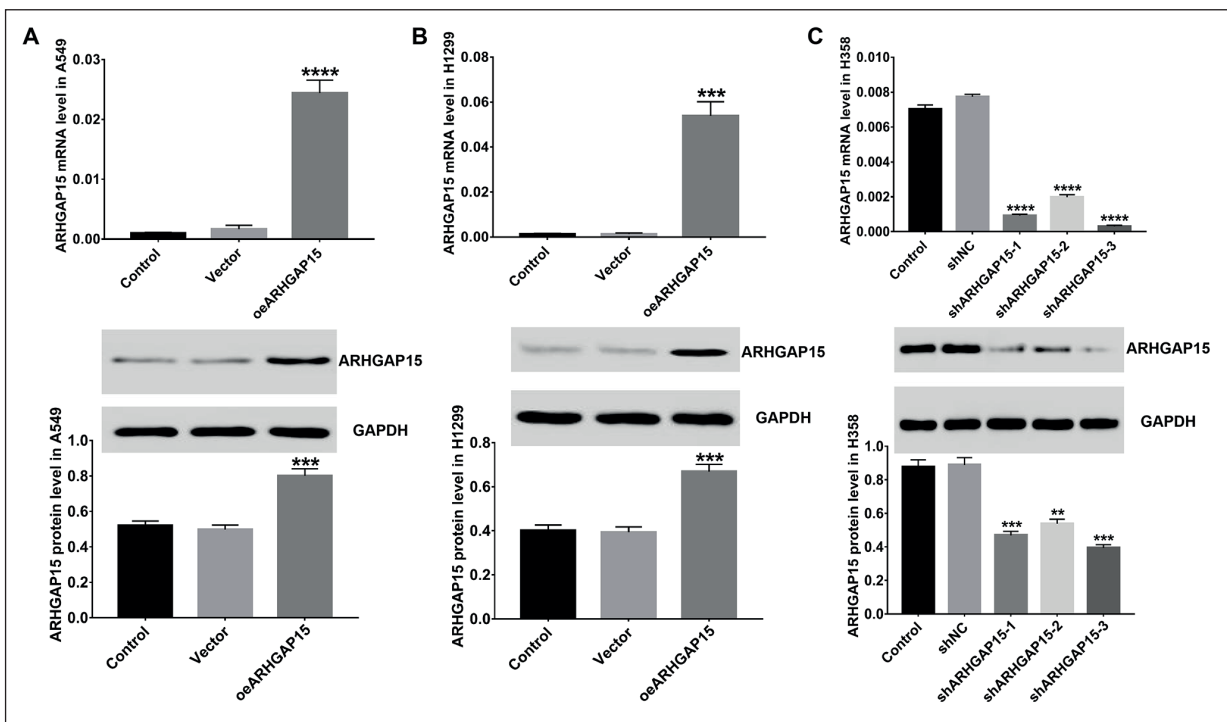 A
ARHGAP15 mRNA level in A549
0.03
0.02
0.01
0.00
****
Control
Vector
oeARHGAP15
ARHGAP15
GAPDH
ARHGAP15 protein level in A549
1.0
0.8
0.6
0.4
0.2
0.0
***
Control
Vector
oeARHGAP15
B
ARHGAP15 mRNA level in H1299
0.08
0.06
0.04
0.02
0.00
***
Control
Vector
oeARHGAP15
ARHGAP15
GAPDH
ARHGAP15 protein level in H1299
0.8
0.6
0.4
0.2
0.0
***
Control
Vector
oeARHGAP15
C
ARHGAP15 mRNA level in H358
0.010
0.008
0.006
0.004
0.002
0.000
****
****
****
Control
shNC
shARHGAP15-1
shARHGAP15-2
shARHGAP15-3
ARHGAP15
GAPDH
ARHGAP15 protein level in H358
1.0
0.8
0.6
0.4
0.2
0.0
***
**
***
Control
shNC
shARHGAP15-1
shARHGAP15-2
shARHGAP15-3